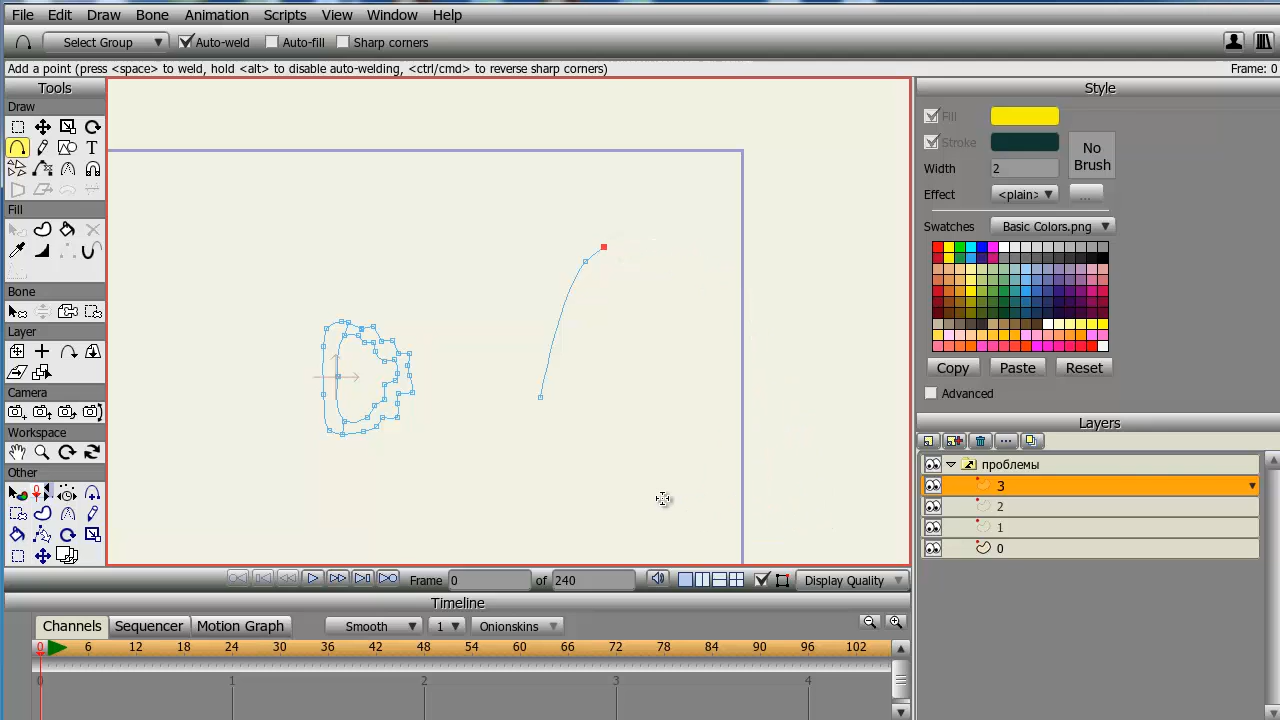 File Edit Draw Bone Animation Scripts View Window Help
Select Group Auto-weld Auto-fill Sharp corners
Add a point (press <space> to weld, hold <alt> to disable auto-welding, <ctrl/cmd> to reverse sharp corners) Frame: 0
Tools
Draw
T
Fill
Bone
Layer
Camera
Workspace
Other
Style
Fill
Stroke
No
Brush
Width 2
Effect <plain> ...
Swatches Basic Colors.png
Copy Paste Reset
Advanced
Layers
проблемы
3
2
1
0
Frame 0 of 240 Display Quality
Timeline
Channels Sequencer Motion Graph Smooth 1 Onionskins
0 6 12 18 24 30 36 42 48 54 60 66 72 78 84 90 96 102
0 1 2 3 4